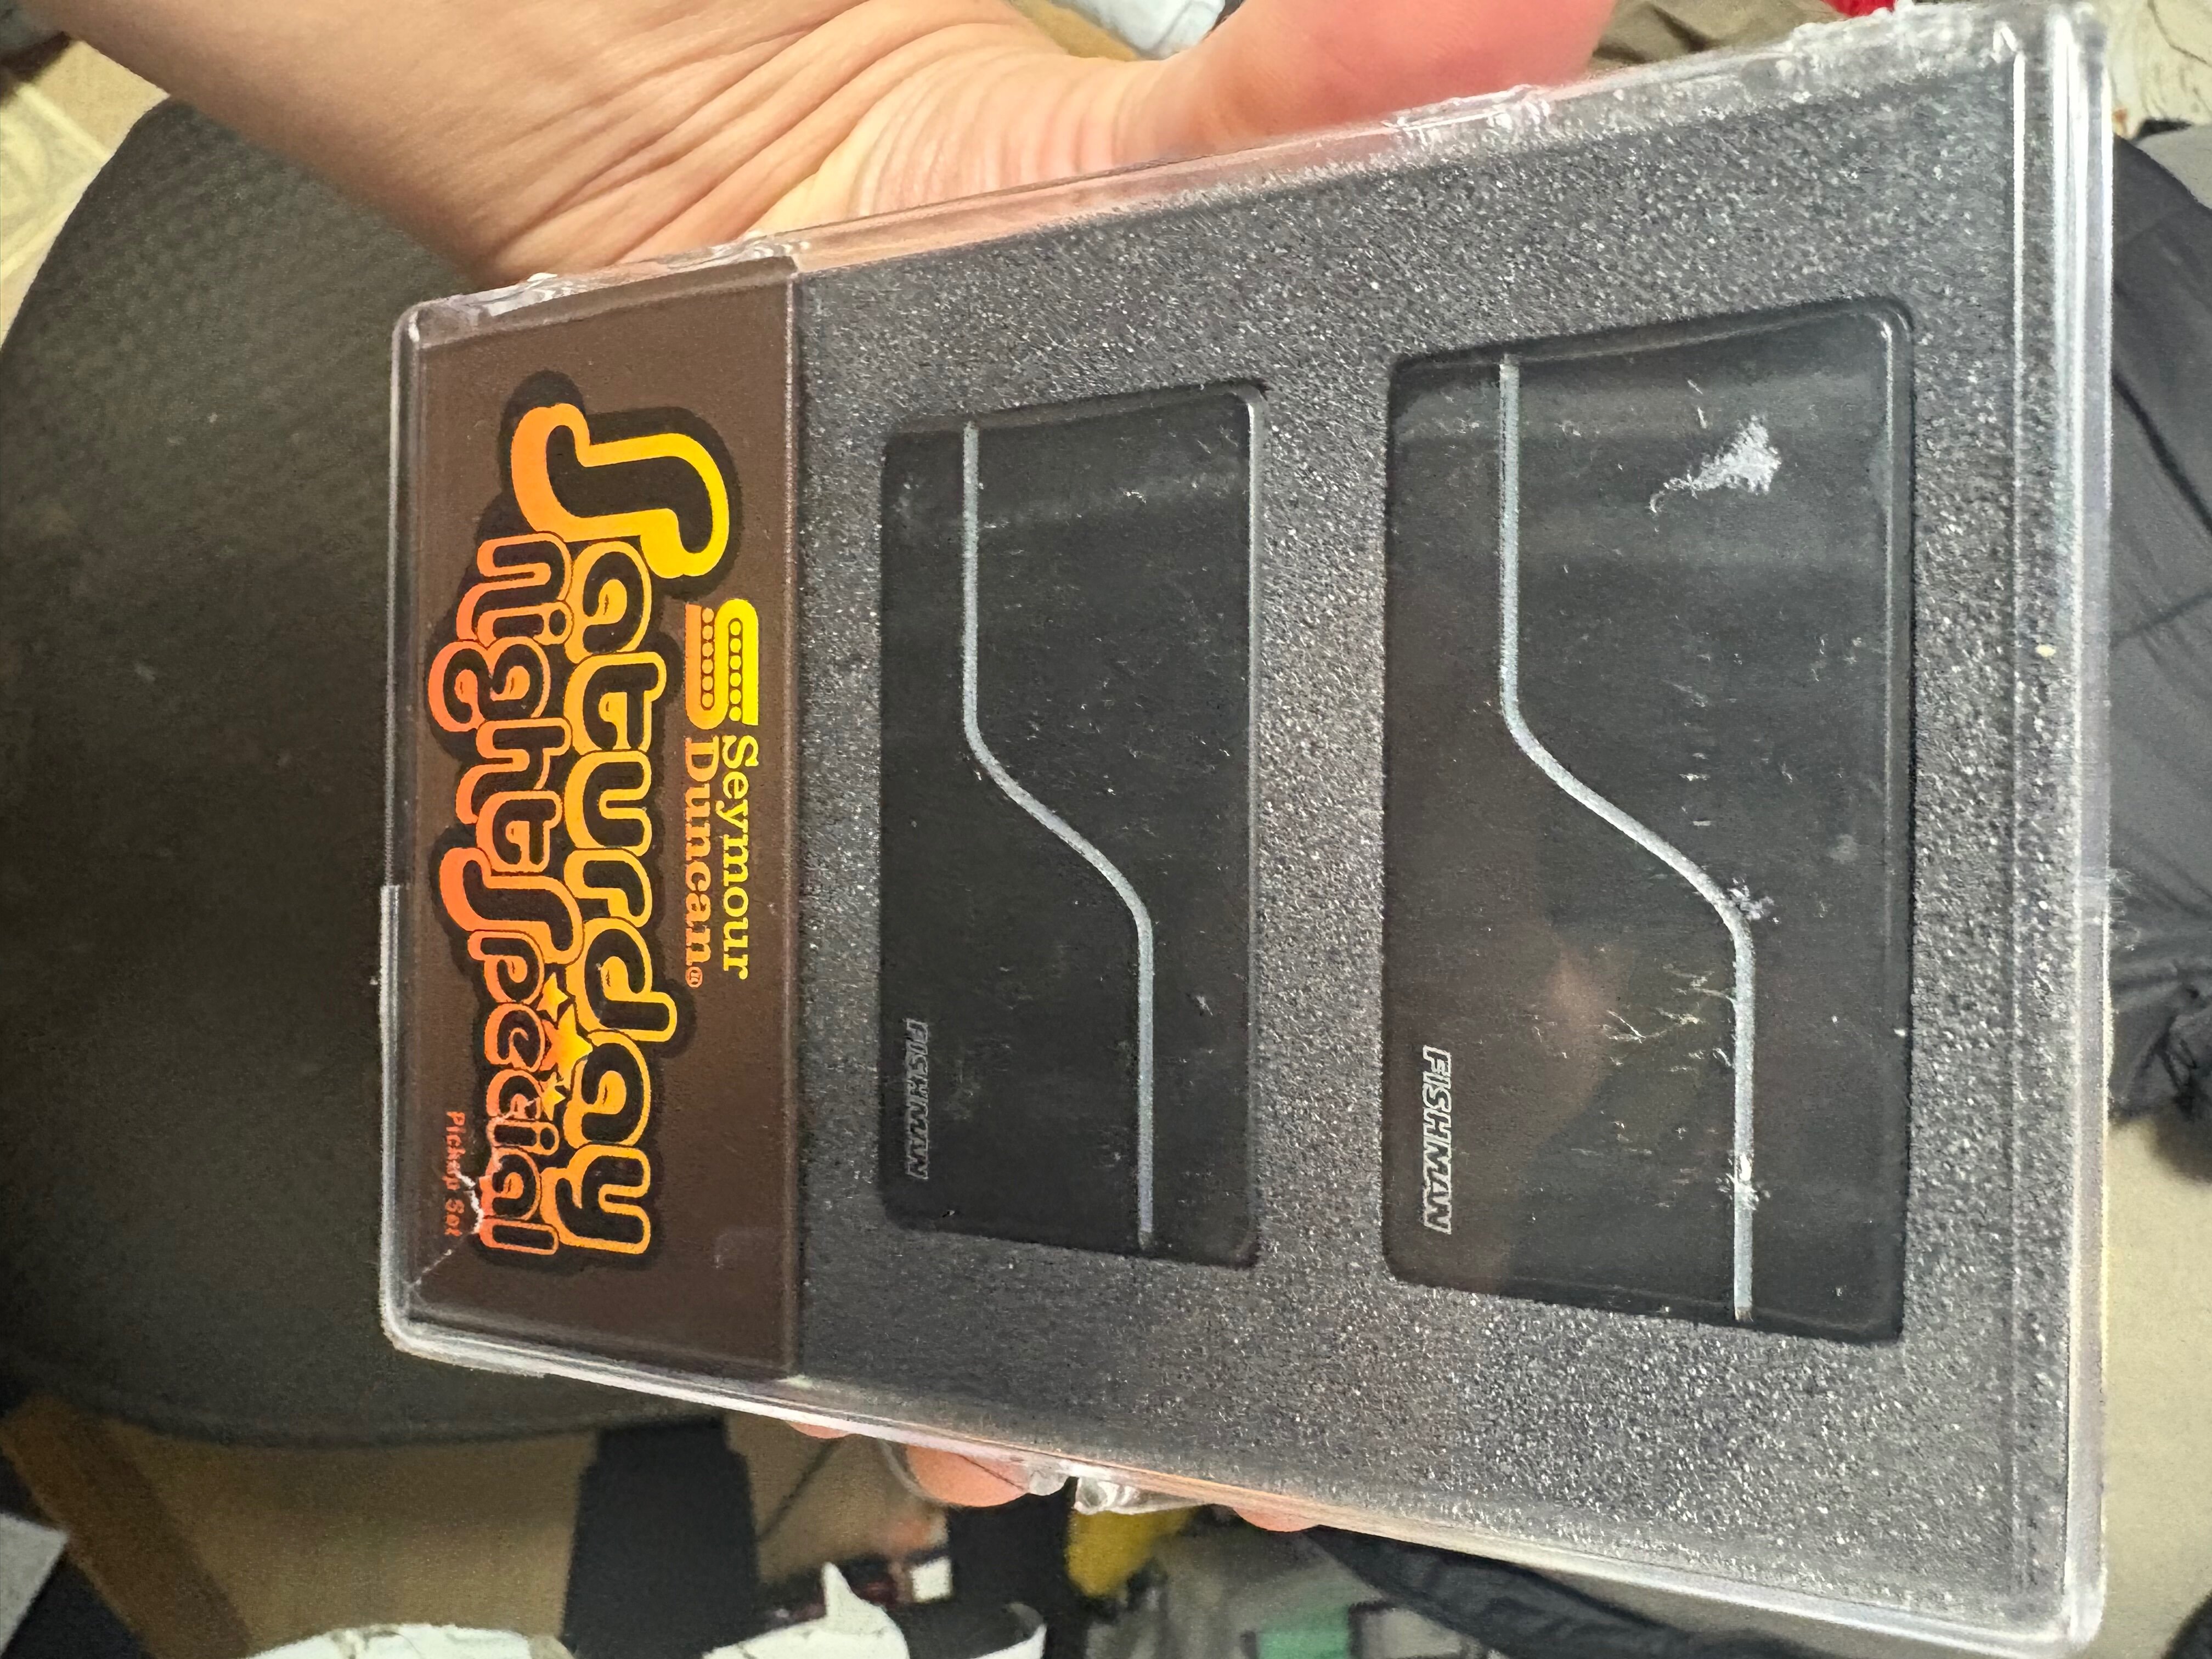 Seymour
Duncan®
Saturday
night Special
Pickup Set
FISHMAN
FISHMAN